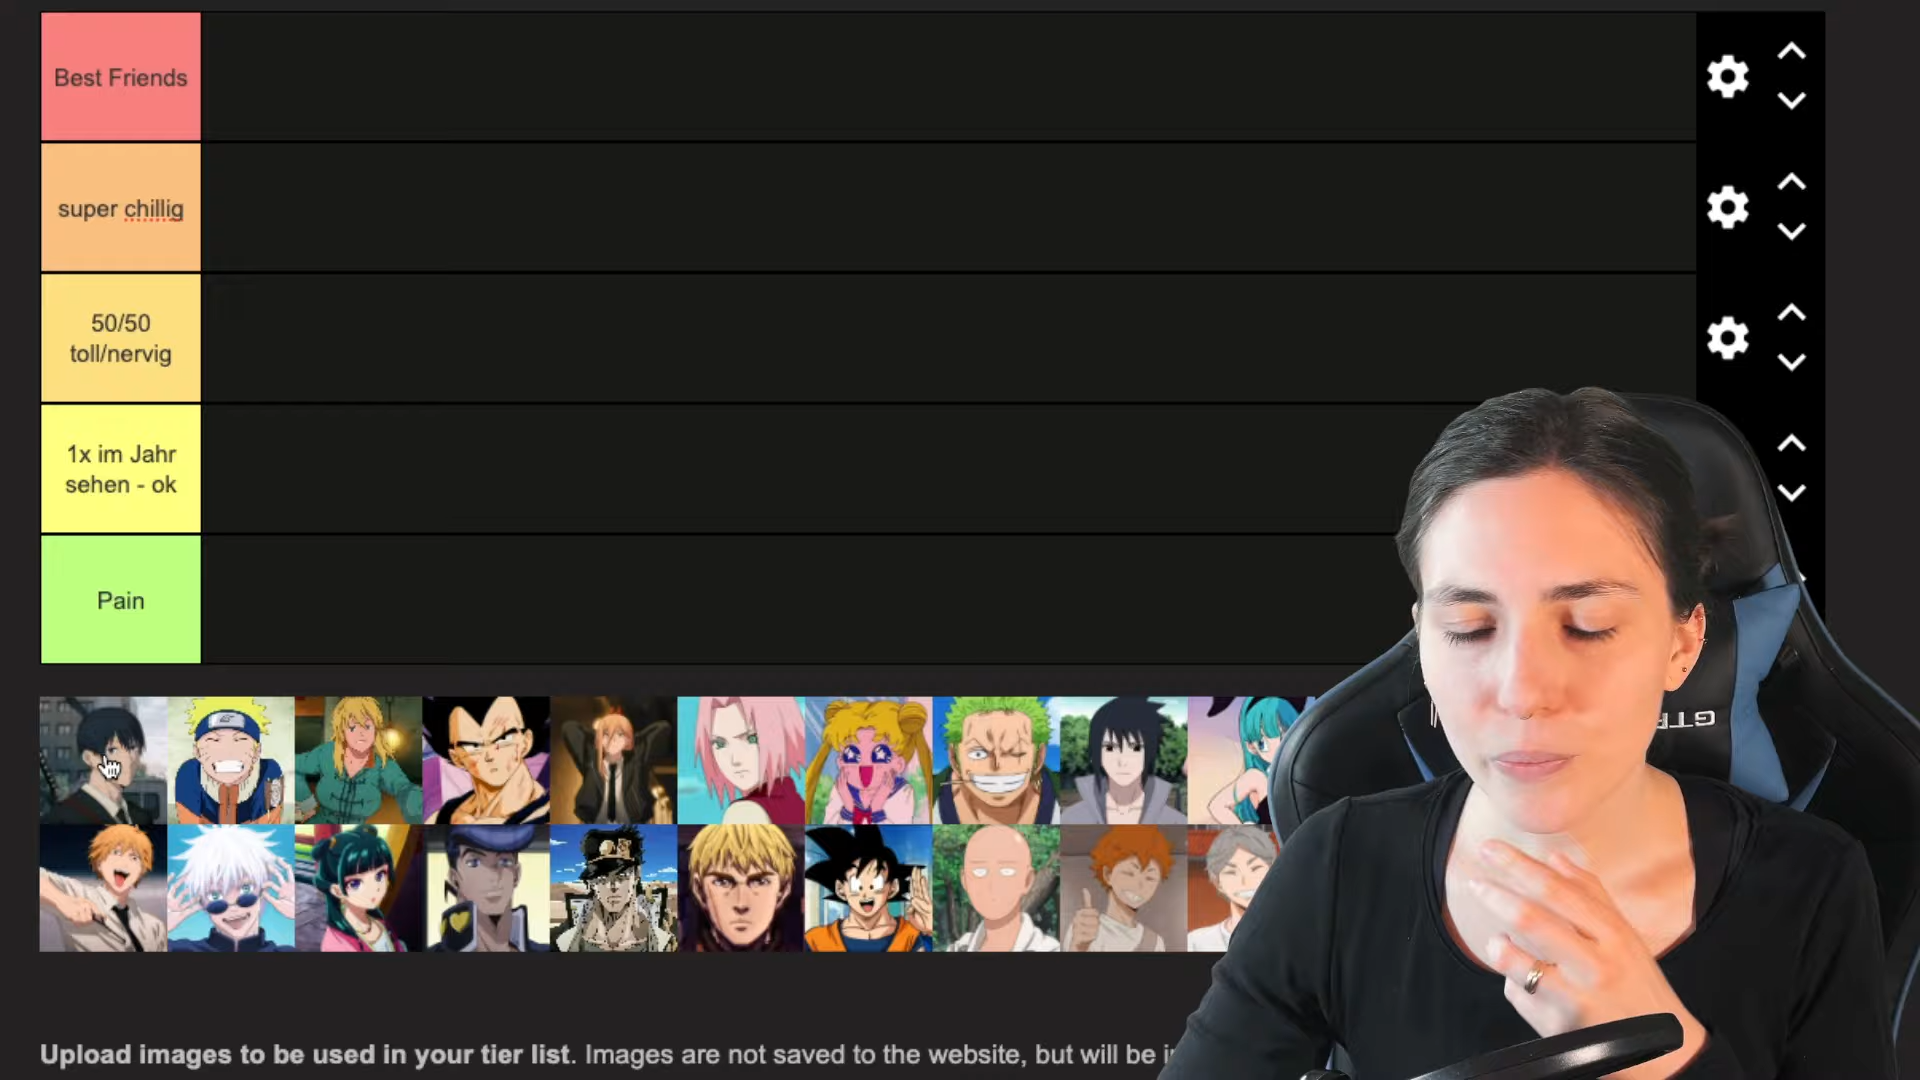 Best Friends
super chillig
50/50
toll/nervig
1x im Jahr
sehen - ok
Pain
Upload images to be used in your tier list. Images are not saved to the website, but will be